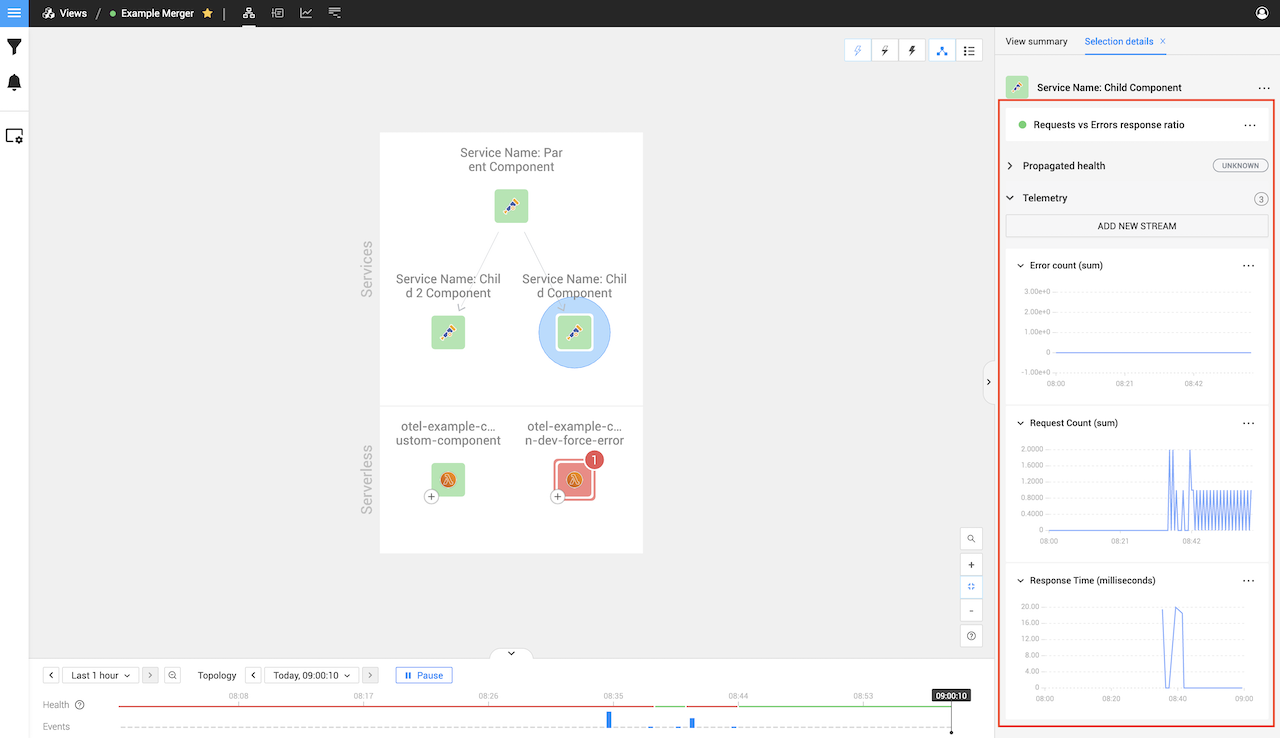 Views / Example Merger
View summary
Selection details ×
Service Name: Child Component
Requests vs Errors response ratio
Propagated health
UNKNOWN
Telemetry
3
ADD NEW STREAM
Error count (sum)
3.00e+0
2.00e+0
1.00e+0
0
-1.00e+0
08:00 08:21 08:42
Request Count (sum)
2.0000
1.6000
1.2000
0.8000
0.4000
0
08:00 08:21 08:42
Response Time (milliseconds)
20.00
16.00
12.00
8.00
4.00
0
08:00 08:20 08:40 09:00
Services
Service Name: Par
ent Component
Service Name: Chil
d 2 Component
Service Name: Chil
d Component
Serverless
otel-example-c...
ustom-component
otel-example-c...
n-dev-force-error
1
Last 1 hour
Topology
Today, 09:00:10
Pause
08:08 08:17 08:26 08:35 08:44 08:53 09:00:10
Health
Events